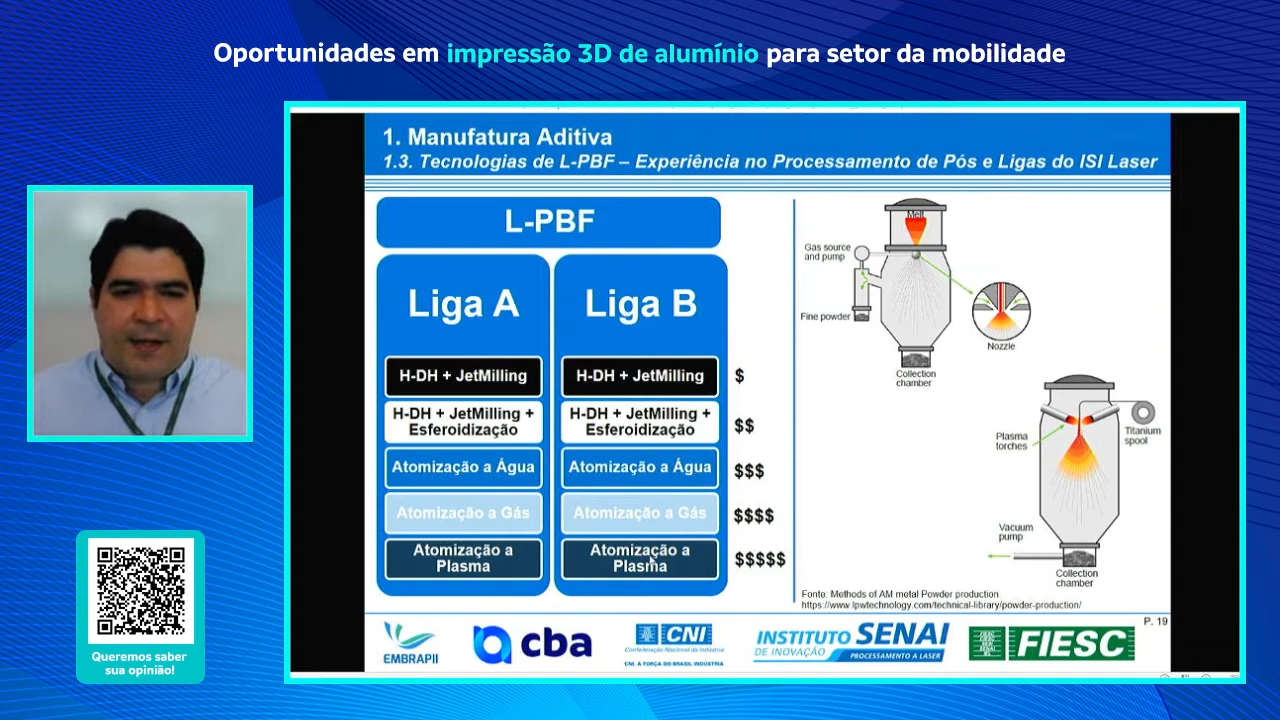 Oportunidades em impressão 3D de alumínio para setor da mobilidade
1. Manufatura Aditiva
1.3. Tecnologias de L-PBF – Experiência no Processamento de Pós e Ligas do ISI Laser
L-PBF
Liga A
Liga B
H-DH + JetMilling
H-DH + JetMilling
$
H-DH + JetMilling +
Esferoidização
H-DH + JetMilling +
Esferoidização
$$
Atomização a Água
Atomização a Água
$$$
Atomização a Gás
Atomização a Gás
$$$$
Atomização a
Plasma
Atomização a
Plasma
$$$$$
Melt
Gas source
and pump
Fine powder
Nozzle
Collection
chamber
Plasma
torches
Titanium
spool
Vacuum
pump
Collection
chamber
Fonte: Methods of AM metal Powder production.
https://www.lpwtechnology.com/technical-library/powder-production/
P. 19
EMBRAPII
cba
CNI
Confederação Nacional da Indústria
CNI. A FORÇA DO BRASIL INDÚSTRIA
INSTITUTO SENAI
DE INOVAÇÃO
PROCESSAMENTO A LASER
FIESC
Queremos saber
sua opinião!